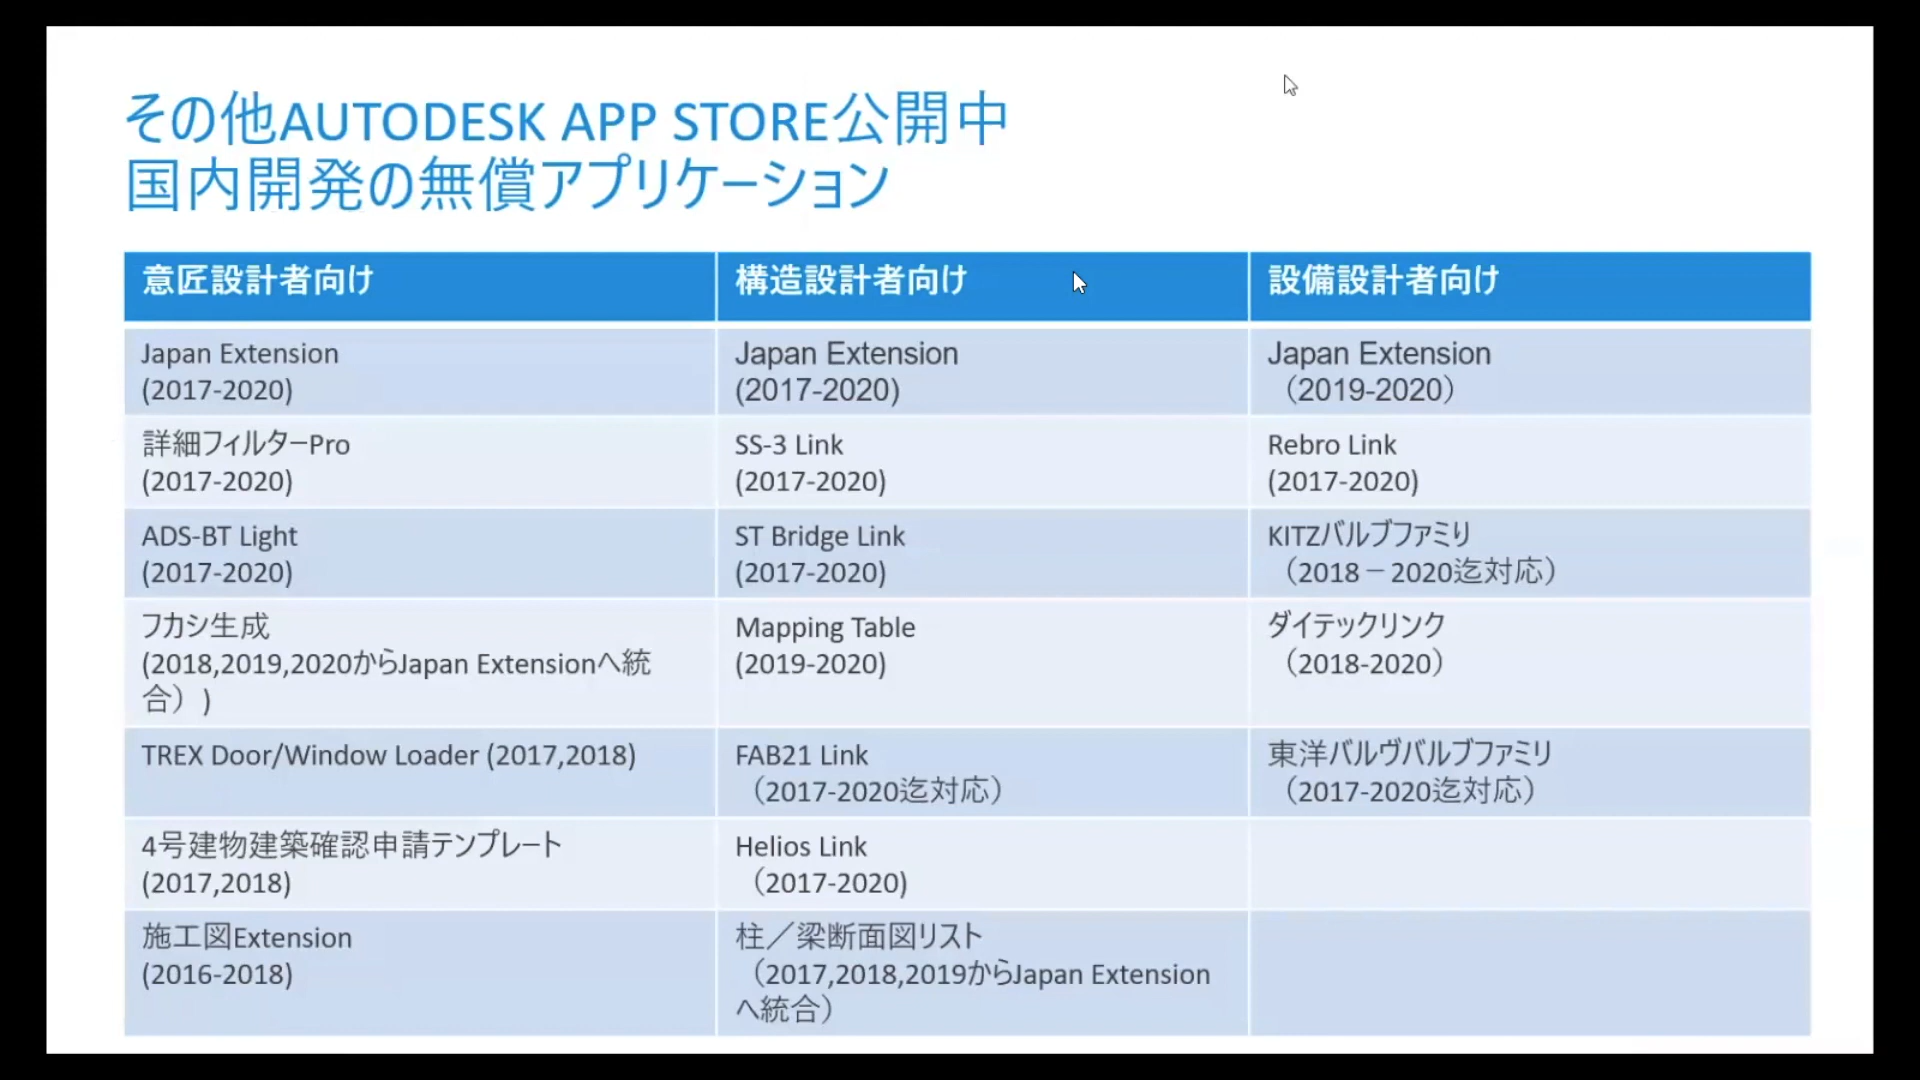 その他AUTODESK APP STORE公開中
国内開発の無償アプリケーション
意匠設計者向け
構造設計者向け
設備設計者向け
Japan Extension
(2017-2020)
Japan Extension
(2017-2020)
Japan Extension
（2019-2020）
詳細フィルターPro
(2017-2020)
SS-3 Link
(2017-2020)
Rebro Link
(2017-2020)
ADS-BT Light
(2017-2020)
ST Bridge Link
(2017-2020)
KITZバルブファミリ
（2018－2020迄対応）
フカシ生成
(2018,2019,2020からJapan Extensionへ統
合）)
Mapping Table
(2019-2020)
ダイテックリンク
（2018-2020）
TREX Door/Window Loader (2017,2018)
FAB21 Link
（2017-2020迄対応）
東洋バルヴバルブファミリ
（2017-2020迄対応）
4号建物建築確認申請テンプレート
(2017,2018)
Helios Link
（2017-2020)
施工図Extension
(2016-2018)
柱／梁断面図リスト
（2017,2018,2019からJapan Extension
へ統合）